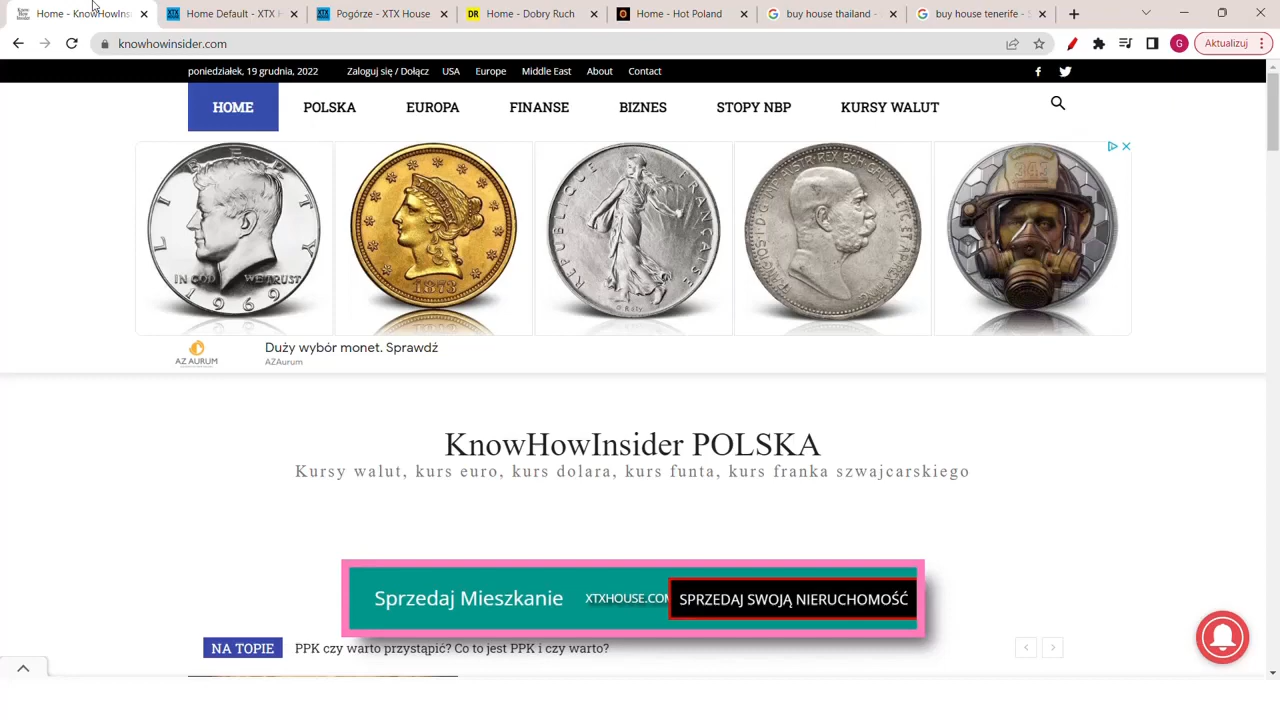 Home - KnowHowIns
Home Default - XTX H
Pogórze - XTX House
DR Home - Dobry Ruch
Home - Hot Poland
buy house thailand -
buy house tenerife - S
knowhowinsider.com
G
Aktualizuj
poniedziałek, 19 grudnia, 2022
Zaloguj się / Dołącz
USA
Europe
Middle East
About
Contact
HOME
POLSKA
EUROPA
FINANSE
BIZNES
STOPY NBP
KURSY WALUT
LIBERTY
IN GOD WE TRUST
1969
1878
REPUBLIQUE FRANÇAISE
AZ AURUM
Duży wybór monet. Sprawdź
AZAurum
KnowHowInsider POLSKA
Kursy walut, kurs euro, kurs dolara, kurs funta, kurs franka szwajcarskiego
Sprzedaj Mieszkanie
XTXHOUSE.COM
SPRZEDAJ SWOJĄ NIERUCHOMOŚĆ
NA TOPIE
PPK czy warto przystąpić? Co to jest PPK i czy warto?